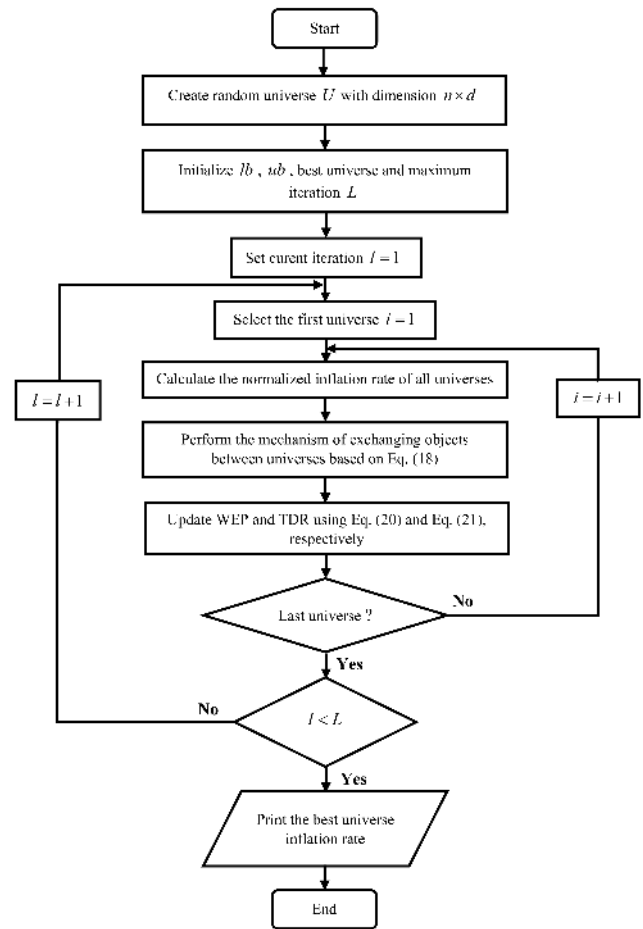 Start
Create random universe U with dimension n×d
Initialize lb , ub , best universe and maximum
iteration L
Set curent iteration l = 1
Select the first universe i = 1
Calculate the normalized inflation rate of all universes
l = l+1
i = i+1
Perform the mechanism of exchanging objects
between universes based on Eq. (18)
Update WEP and TDR using Eq. (20) and Eq. (21),
respectively
Last universe ?
No
Yes
No
l < L
Yes
Print the best universe
inflation rate
End